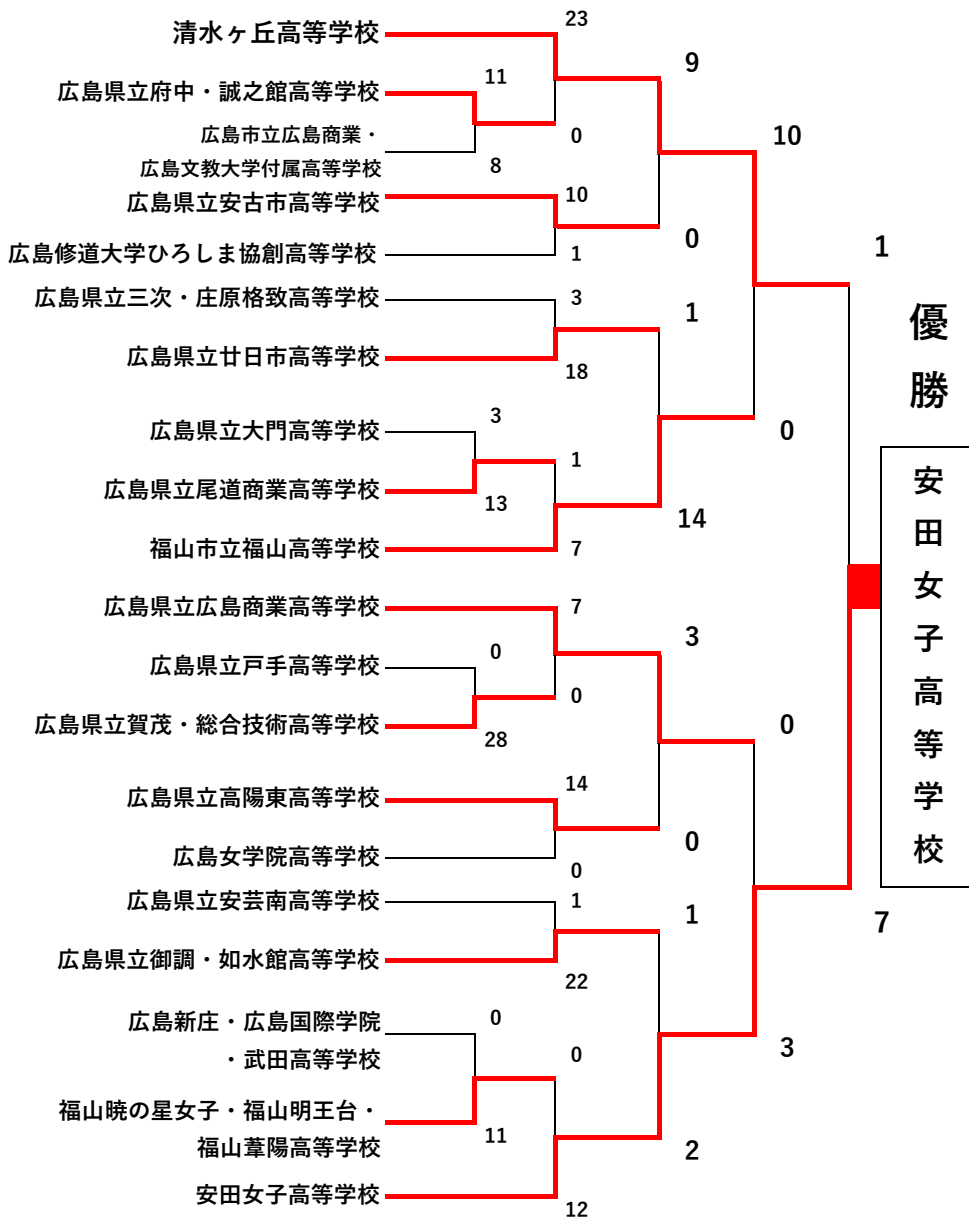 清水ヶ丘高等学校
23
9
広島県立府中・誠之館高等学校
11
広島市立広島商業・
広島文教大学付属高等学校
8
0
10
広島県立安古市高等学校
10
0
広島修道大学ひろしま協創高等学校
1
1
広島県立三次・庄原格致高等学校
3
1
広島県立廿日市高等学校
18
広島県立大門高等学校
3
0
広島県立尾道商業高等学校
13
1
14
福山市立福山高等学校
7
広島県立広島商業高等学校
7
3
広島県立戸手高等学校
0
0
広島県立賀茂・総合技術高等学校
28
0
広島県立高陽東高等学校
14
0
広島女学院高等学校
0
広島県立安芸南高等学校
1
1
広島県立御調・如水館高等学校
22
7
広島新庄・広島国際学院
・武田高等学校
0
0
3
福山暁の星女子・福山明王台・
福山葦陽高等学校
11
2
安田女子高等学校
12
優勝
安田女子高等学校